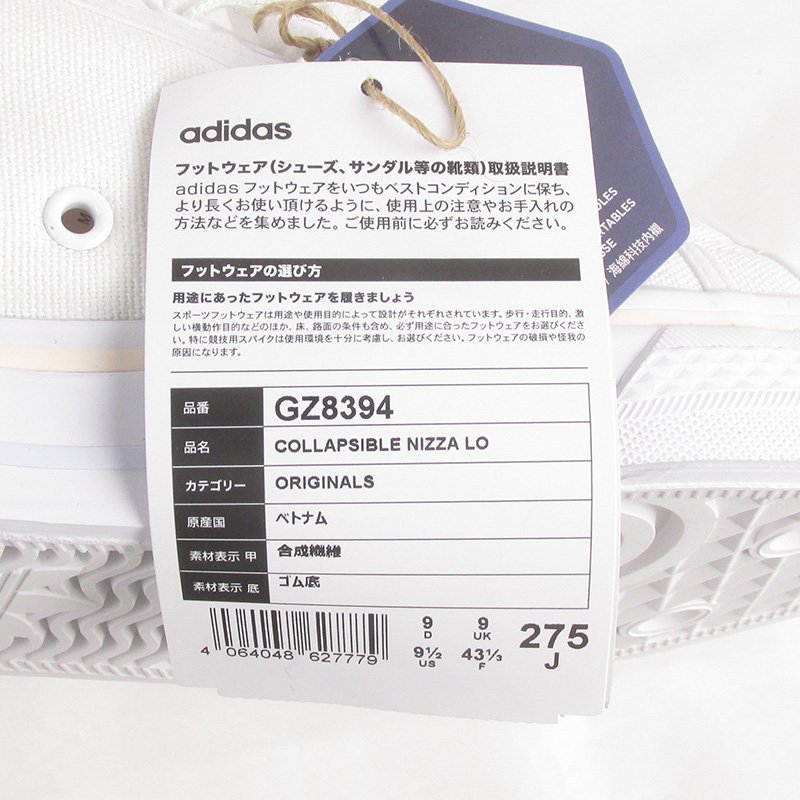 adidas
フットウェア(シューズ、サンダル等の靴類)取扱説明書
adidas フットウェアをいつもベストコンディションに保ち、
より長くお使い頂けるように、使用上の注意やお手入れの
方法などを集めました。ご使用前に必ずお読みください。
フットウェアの選び方
用途にあったフットウェアを履きましょう
スポーツフットウェアは用途や使用目的によって設計がそれぞれされています。歩行・走行目的、激
しい横動作目的などのほか、床、路面の条件も含め、必ず用途に合ったフットウェアをお選びくださ
い。特に競技用スパイクは使用環境を十分に考慮し、お選びください。フットウェアの破損や怪我の
原因になります。
品番 GZ8394
品名 COLLAPSIBLE NIZZA LO
カテゴリー ORIGINALS
原産国 ベトナム
素材表示 甲 合成繊維
素材表示 底 ゴム底
4 064048 627779
9 D 9 UK 275 J
9½ US 43⅓ F
海綿科技內襯